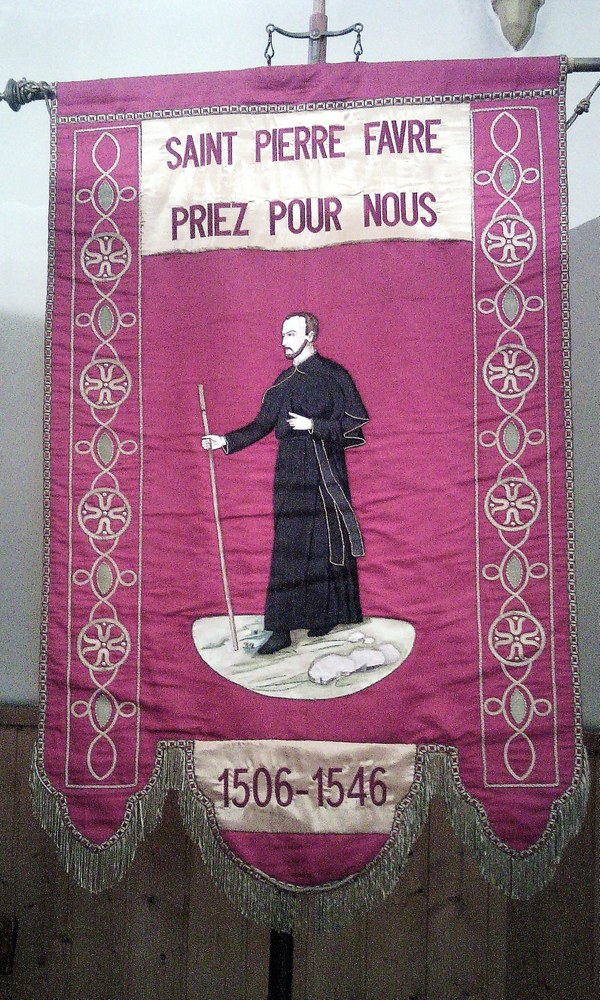 SAINT PIERRE FAVRE
PRIEZ POUR NOUS
1506-1546